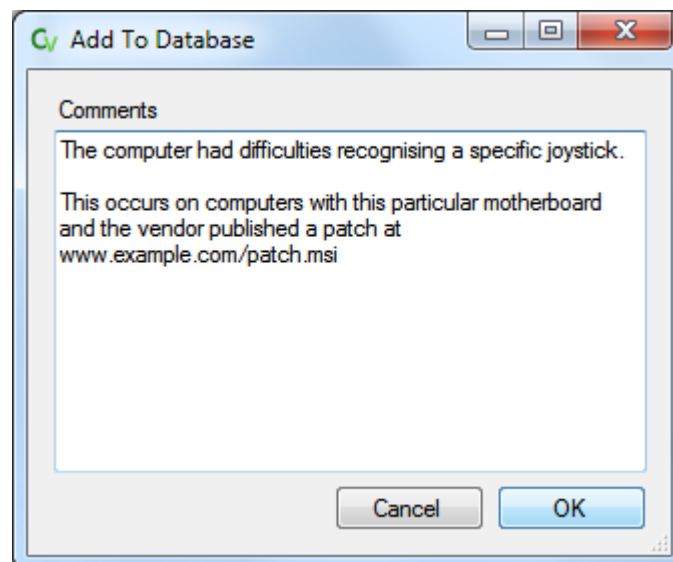 Add To Database
Comments
The computer had difficulties recognising a specific joystick.
This occurs on computers with this particular motherboard
and the vendor published a patch at
www.example.com/patch.msi
Cancel
OK